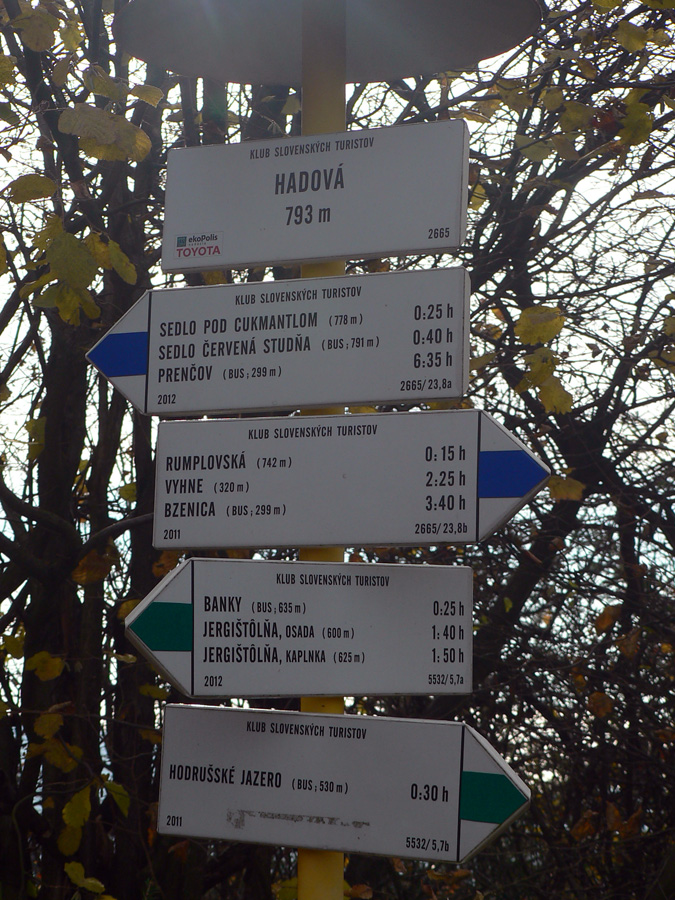 KLUB SLOVENSKÝCH TURISTOV
HADOVÁ
793 m
ekoPolis
TOYOTA
2665
KLUB SLOVENSKÝCH TURISTOV
SEDLO POD CUKMANTLOM (778 m) 0:25 h
SEDLO ČERVENÁ STUDŇA (BUS; 791 m) 0:40 h
PRENČOV (BUS; 299 m) 6:35 h
2012 2665/23,8a
KLUB SLOVENSKÝCH TURISTOV
RUMPLOVSKÁ (742 m) 0:15 h
VYHNE (320 m) 2:25 h
BZENICA (BUS; 299 m) 3:40 h
2011 2665/23,8b
KLUB SLOVENSKÝCH TURISTOV
BANKY (BUS; 635 m) 0:25 h
JERGIŠTÔLŇA, OSADA (600 m) 1:40 h
JERGIŠTÔLŇA, KAPLNKA (625 m) 1:50 h
2012 5532/5,7a
KLUB SLOVENSKÝCH TURISTOV
HODRUŠSKÉ JAZERO (BUS; 530 m) 0:30 h
2011 5532/5,7b